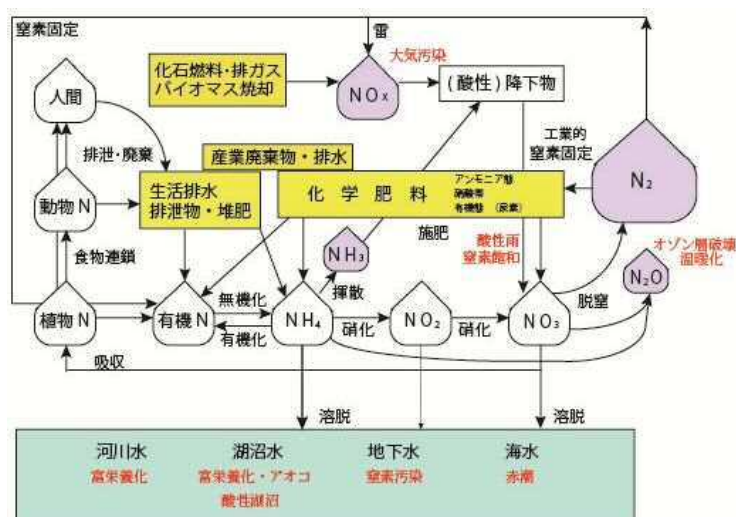 窒素固定
雷
化石燃料・排ガス
バイオマス焼却
NOx
大気汚染
(酸性)降下物
人間
排泄・廃棄
産業廃棄物・排水
工業的
窒素固定
N2
動物N
生活排水
排泄物・堆肥
化学肥料
アンモニア態
硝酸態
有機態 (尿素)
食物連鎖
施肥
NH3
揮散
酸性雨
窒素飽和
オゾン層破壊
温暖化
N2O
脱窒
植物N
有機N
無機化
有機化
NH4
硝化
NO2
硝化
NO3
吸収
溶脱
溶脱
河川水
湖沼水
地下水
海水
富栄養化
富栄養化・アオコ
窒素汚染
赤潮
酸性湖沼